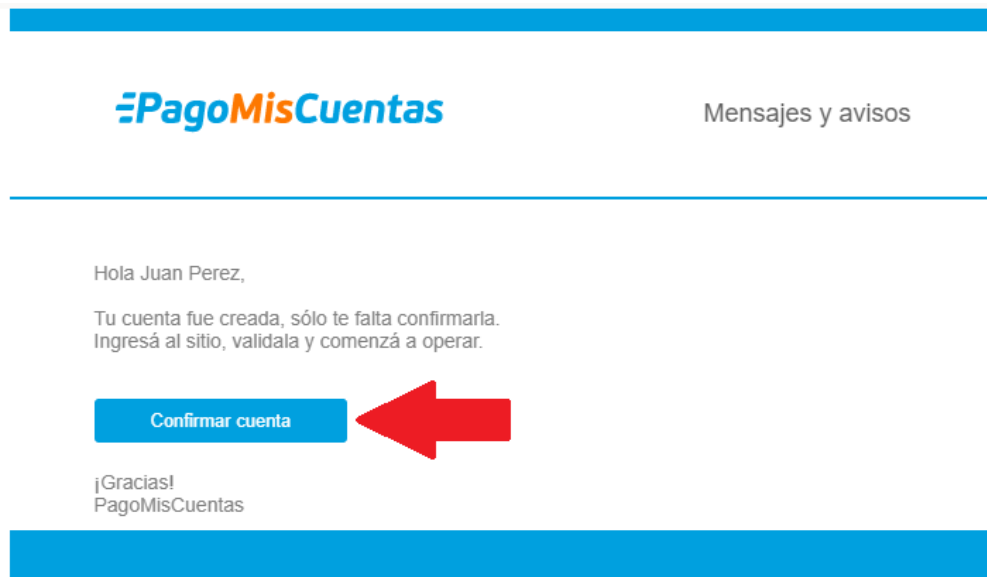 PagoMisCuentas
Mensajes y avisos
Hola Juan Perez,
Tu cuenta fue creada, sólo te falta confirmarla.
Ingresá al sitio, validala y comenzá a operar.
Confirmar cuenta
¡Gracias!
PagoMisCuentas